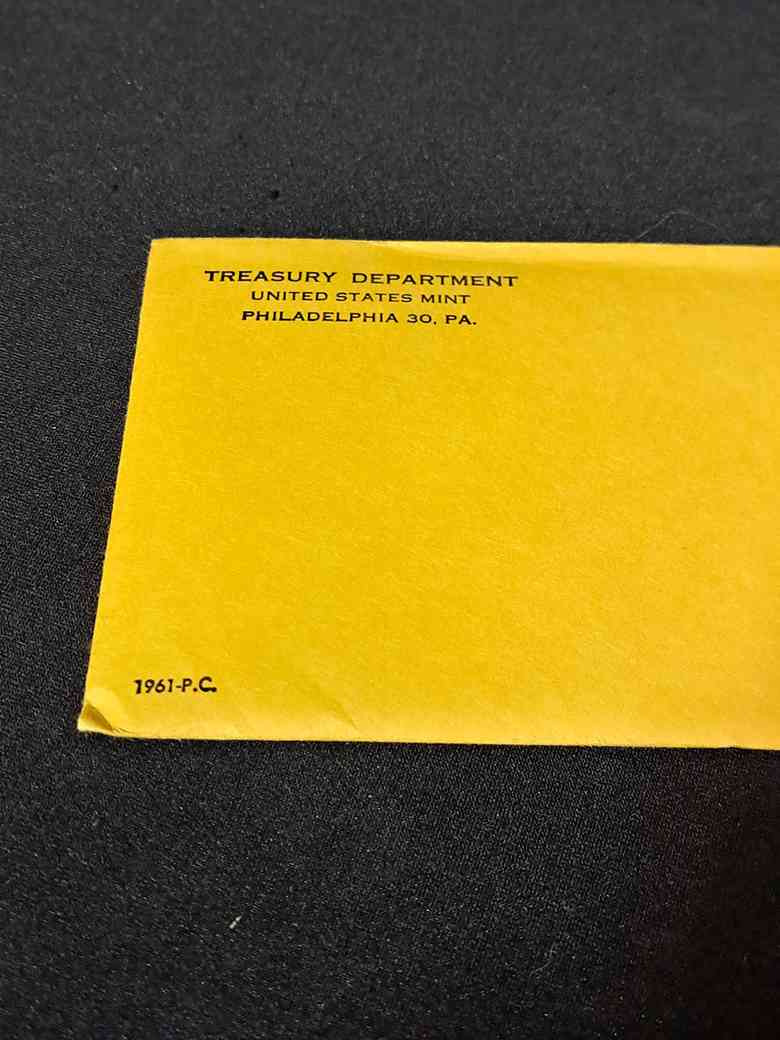 TREASURY DEPARTMENT
UNITED STATES MINT
PHILADELPHIA 30, PA.
1961-P.C.